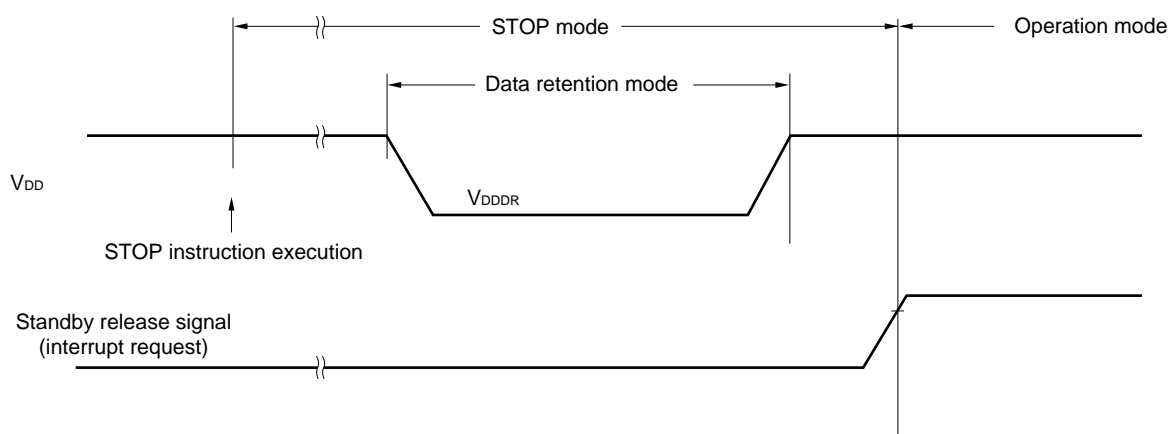 STOP mode
Operation mode
Data retention mode
VDD
VDDDR
STOP instruction execution
Standby release signal
(interrupt request)